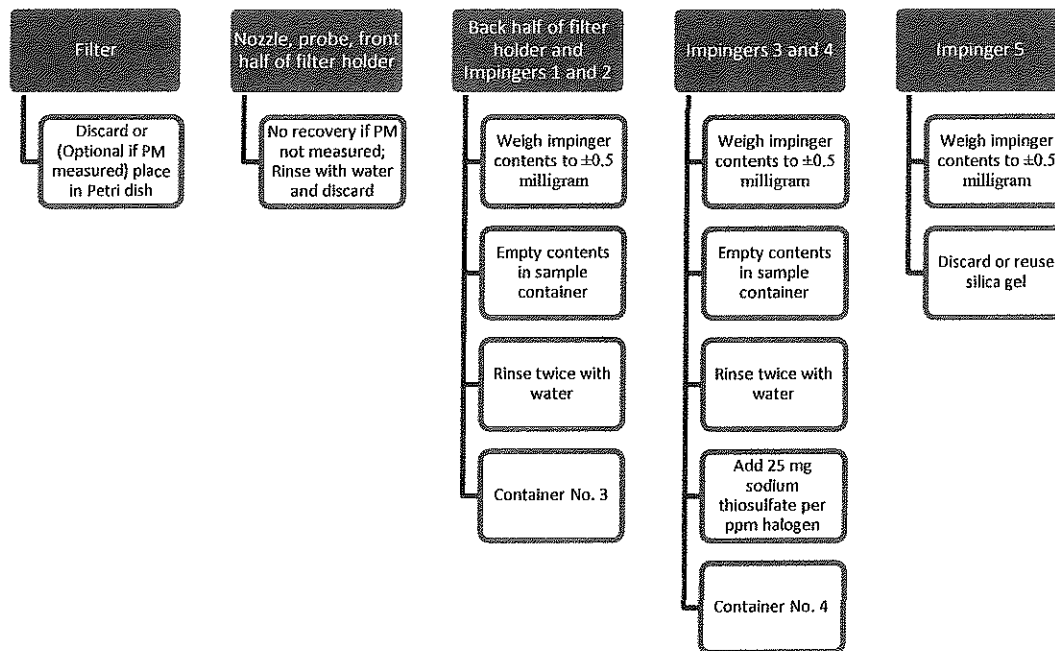 Filter
Discard or
(Optional if PM
measured) place
in Petri dish
Nozzle, probe, front
half of filter holder
No recovery if PM
not measured;
Rinse with water
and discard
Back half of filter
holder and
Impingers 1 and 2
Weigh impinger
contents to ±0.5
milligram
Empty contents
in sample
container
Rinse twice with
water
Container No. 3
Impingers 3 and 4
Weigh impinger
contents to ±0.5
milligram
Empty contents
in sample
container
Rinse twice with
water
Add 25 mg
sodium
thiosulfate per
ppm halogen
Container No. 4
Impinger 5
Weigh impinger
contents to ±0.5
milligram
Discard or reuse
silica gel